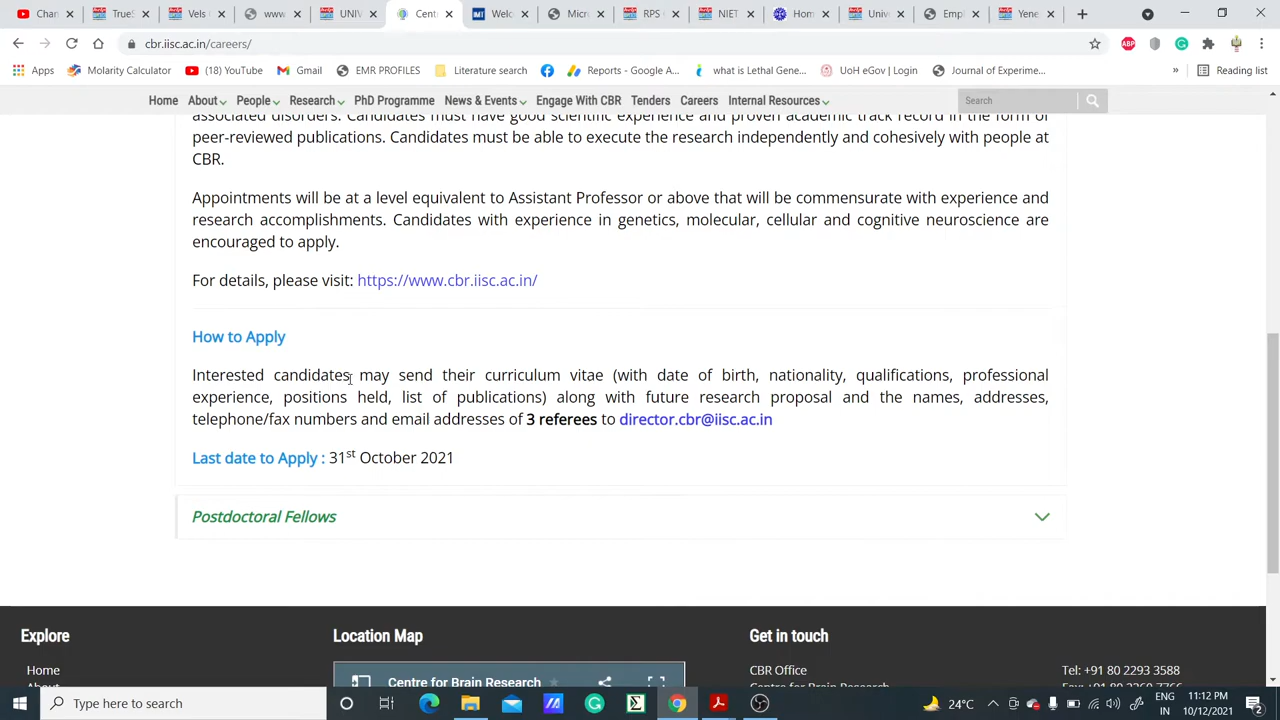 TrueS
Vels
www
UNIV
Cent
Welc
Micr
RPS
NIET
Hom
Univ
Emp
Yene
cbr.iisc.ac.in/careers/
Apps
Molarity Calculator
(18) YouTube
Gmail
EMR PROFILES
Literature search
Reports - Google A...
what is Lethal Gene...
UoH eGov | Login
Journal of Experime...
»
Reading list
Home
About
People
Research
PhD Programme
News & Events
Engage With CBR
Tenders
Careers
Internal Resources
Search
associated disorders. Candidates must have good scientific experience and proven academic track record in the form of
peer-reviewed publications. Candidates must be able to execute the research independently and cohesively with people at
CBR.
Appointments will be at a level equivalent to Assistant Professor or above that will be commensurate with experience and
research accomplishments. Candidates with experience in genetics, molecular, cellular and cognitive neuroscience are
encouraged to apply.
For details, please visit: https://www.cbr.iisc.ac.in/
How to Apply
Interested candidates may send their curriculum vitae (with date of birth, nationality, qualifications, professional
experience, positions held, list of publications) along with future research proposal and the names, addresses,
telephone/fax numbers and email addresses of 3 referees to director.cbr@iisc.ac.in
Last date to Apply : 31st October 2021
Postdoctoral Fellows
Explore
Location Map
Get in touch
Home
CBR Office
Tel: +91 80 2293 3588
Centre for Brain Research
Type here to search
24°C
ENG
IN
11:12 PM
10/12/2021
2